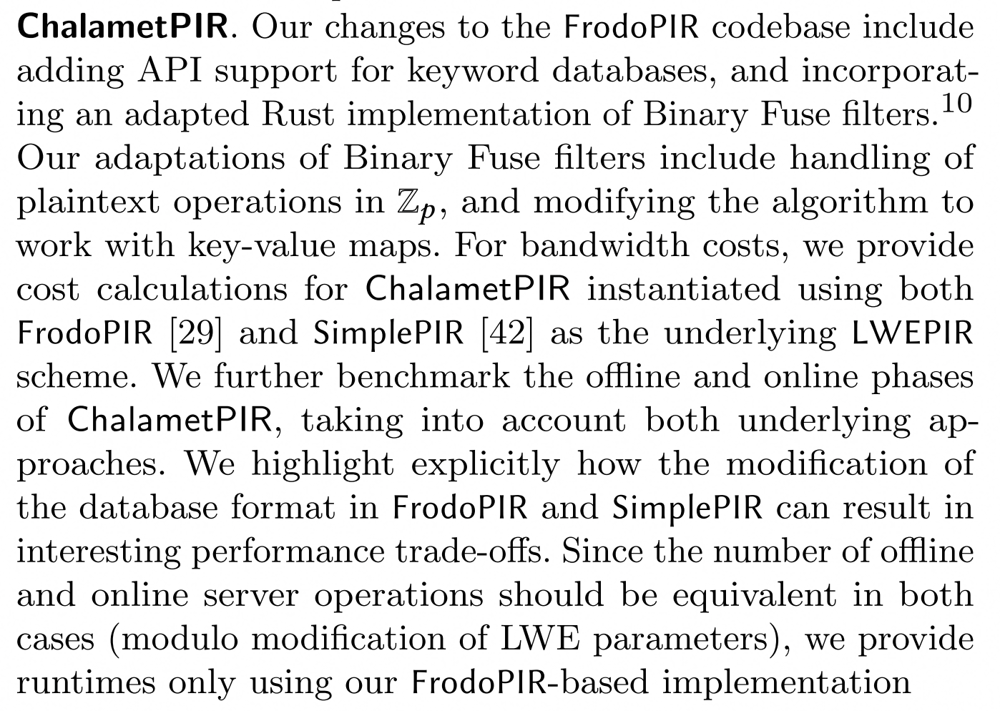 ChalametPIR. Our changes to the FrodoPIR codebase include
adding API support for keyword databases, and incorporat-
ing an adapted Rust implementation of Binary Fuse filters.10
Our adaptations of Binary Fuse filters include handling of
plaintext operations in ℤp, and modifying the algorithm to
work with key-value maps. For bandwidth costs, we provide
cost calculations for ChalametPIR instantiated using both
FrodoPIR [29] and SimplePIR [42] as the underlying LWEPIR
scheme. We further benchmark the offline and online phases
of ChalametPIR, taking into account both underlying ap-
proaches. We highlight explicitly how the modification of
the database format in FrodoPIR and SimplePIR can result in
interesting performance trade-offs. Since the number of offline
and online server operations should be equivalent in both
cases (modulo modification of LWE parameters), we provide
runtimes only using our FrodoPIR-based implementation